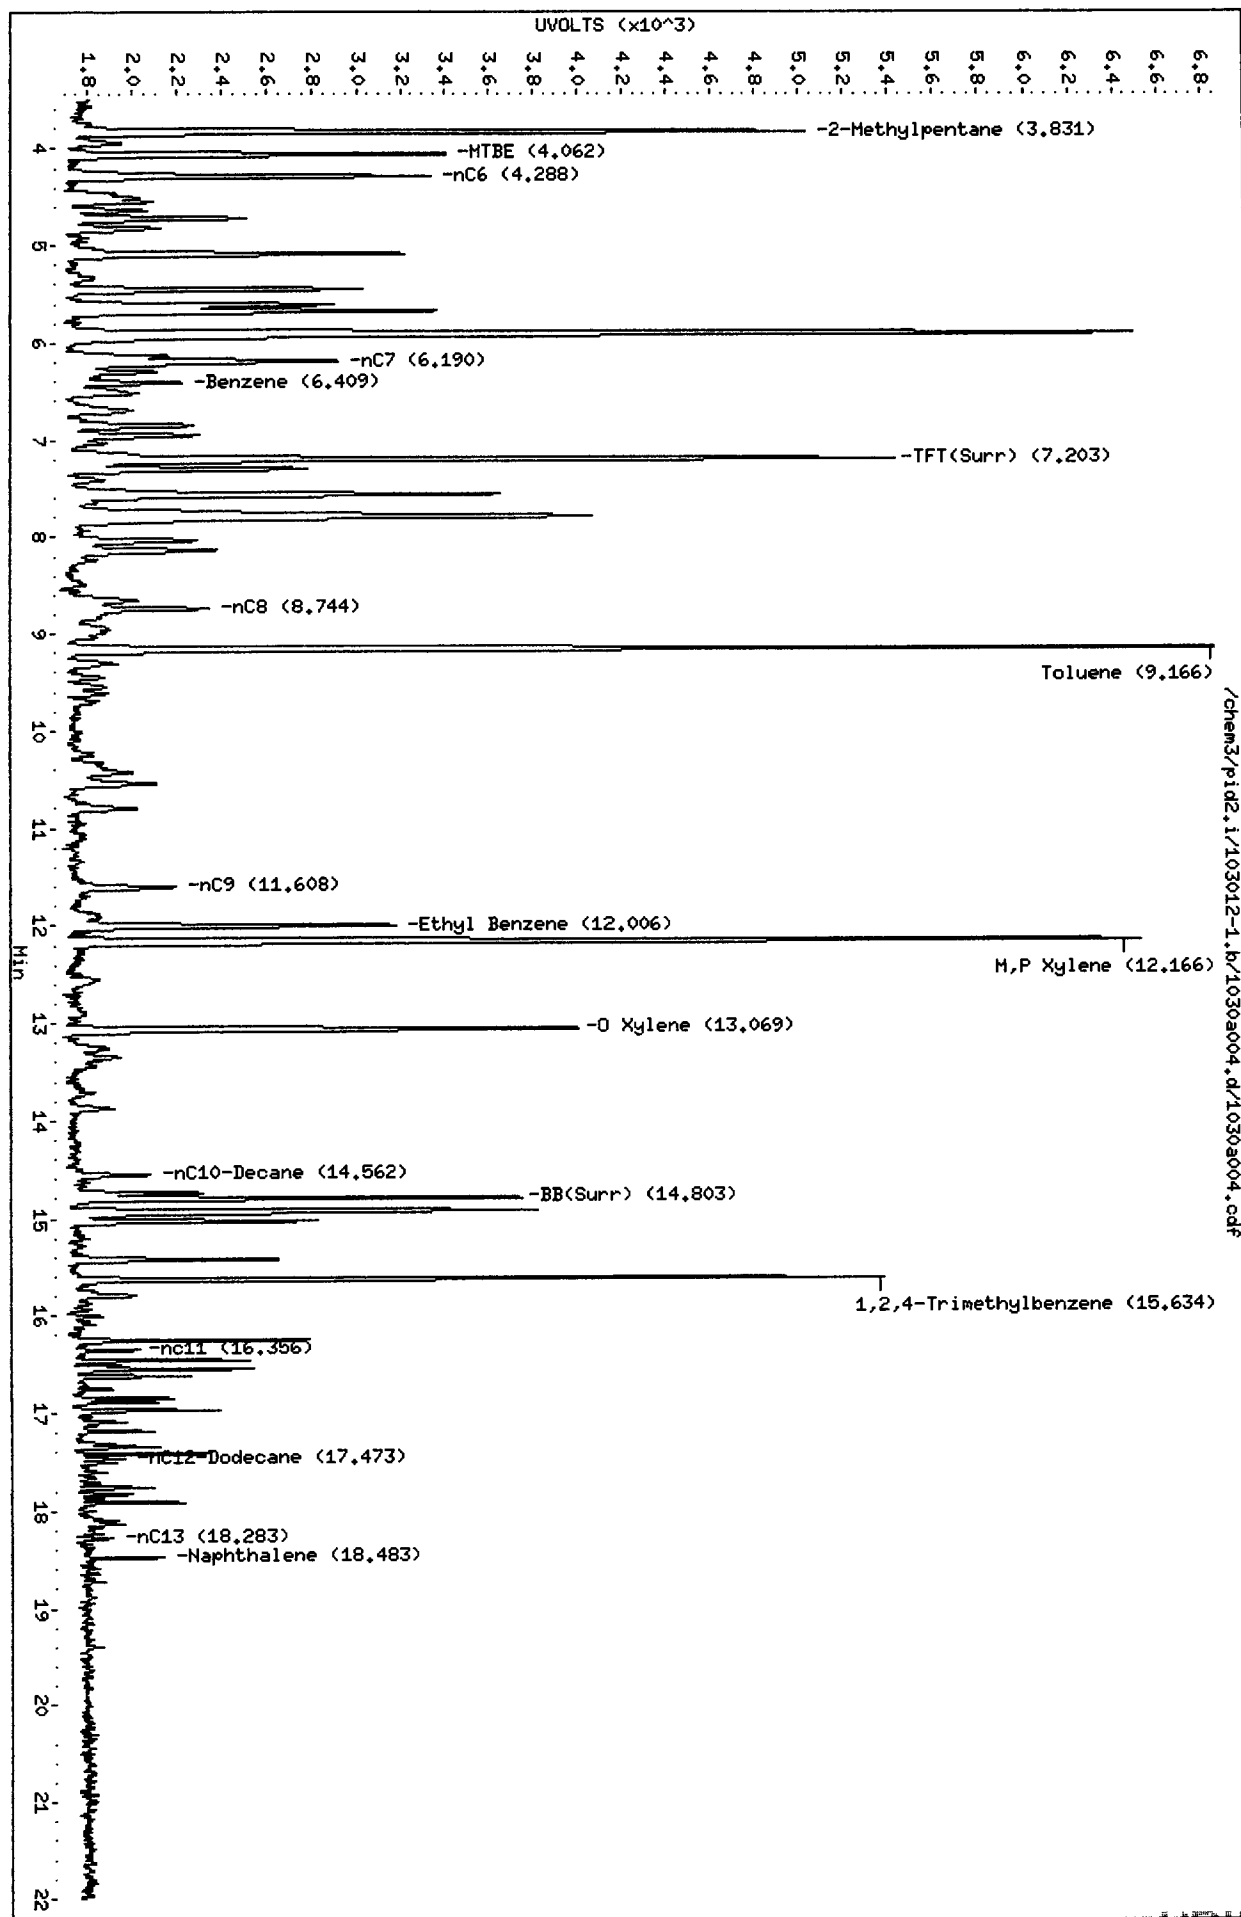 UVOLTS (x10^3)
1.8
2.0
2.2
2.4
2.6
2.8
3.0
3.2
3.4
3.6
3.8
4.0
4.2
4.4
4.6
4.8
5.0
5.2
5.4
5.6
5.8
6.0
6.2
6.4
6.6
6.8
-2-Methylpentane (3.831)
4
-MTBE (4.062)
-nC6 (4.288)
5
6
-nC7 (6.190)
-Benzene (6.409)
7
-TFT(Surr) (7.203)
8
-nC8 (8.744)
9
Toluene (9.166)
/chem3/pid2.i/103012-1.b/1030a004.d/1030a004.cdf
10
11
-nC9 (11.608)
12
-Ethyl Benzene (12.006)
Min
M,P Xylene (12.166)
13
-O Xylene (13.069)
14
-nC10-Decane (14.562)
-BB(Surr) (14.803)
15
1,2,4-Trimethylbenzene (15.634)
16
-nc11 (16.356)
17
-nC12-Dodecane (17.473)
18
-nC13 (18.283)
-Naphthalene (18.483)
19
20
21
22